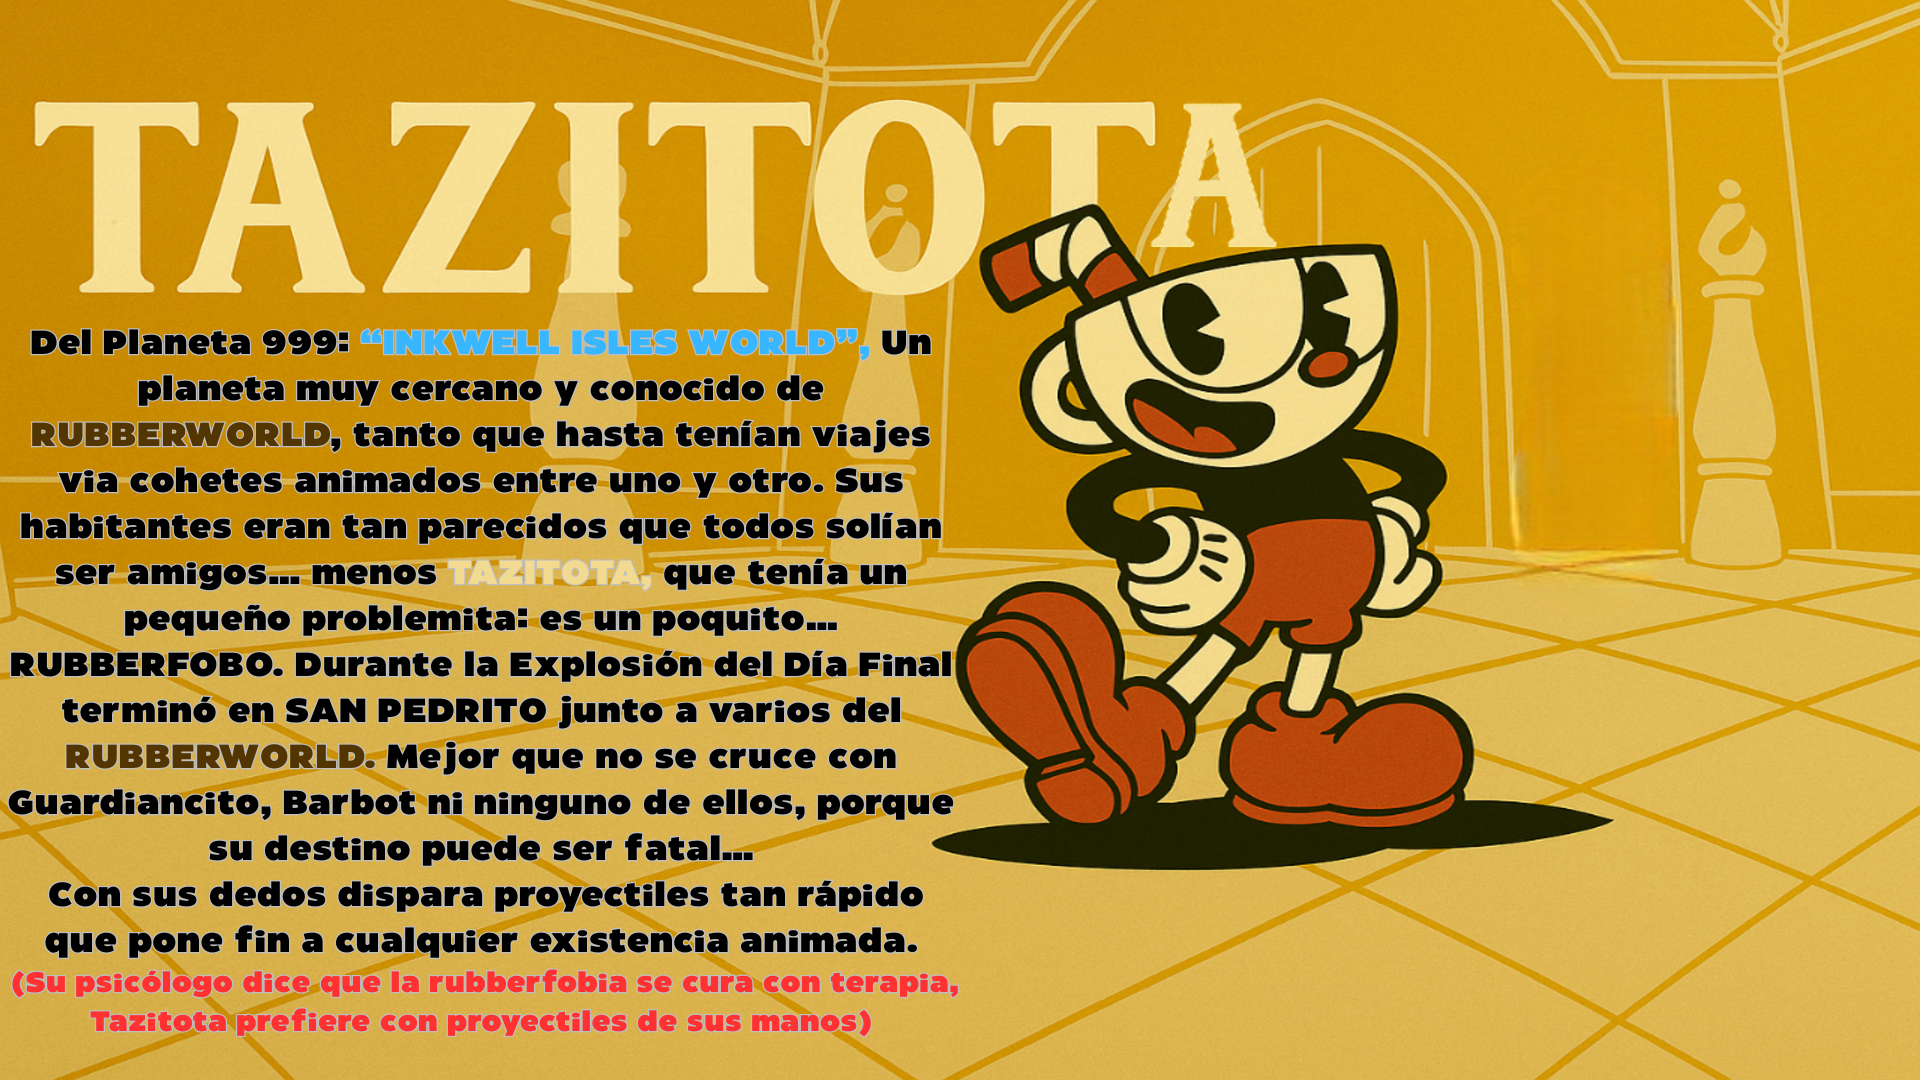 TAZITOTA
Del Planeta 999: “INKWELL ISLES WORLD”, Un
planeta muy cercano y conocido de
RUBBERWORLD, tanto que hasta tenían viajes
via cohetes animados entre uno y otro. Sus
habitantes eran tan parecidos que todos solían
ser amigos... menos TAZITOTA, que tenía un
pequeño problemita: es un poquito...
RUBBERFOBO. Durante la Explosión del Día Final
terminó en SAN PEDRITO junto a varios del
RUBBERWORLD. Mejor que no se cruce con
Guardiancito, Barbot ni ninguno de ellos, porque
su destino puede ser fatal...
Con sus dedos dispara proyectiles tan rápido
que pone fin a cualquier existencia animada.
(Su psicólogo dice que la rubberfobia se cura con terapia,
Tazitota prefiere con proyectiles de sus manos)